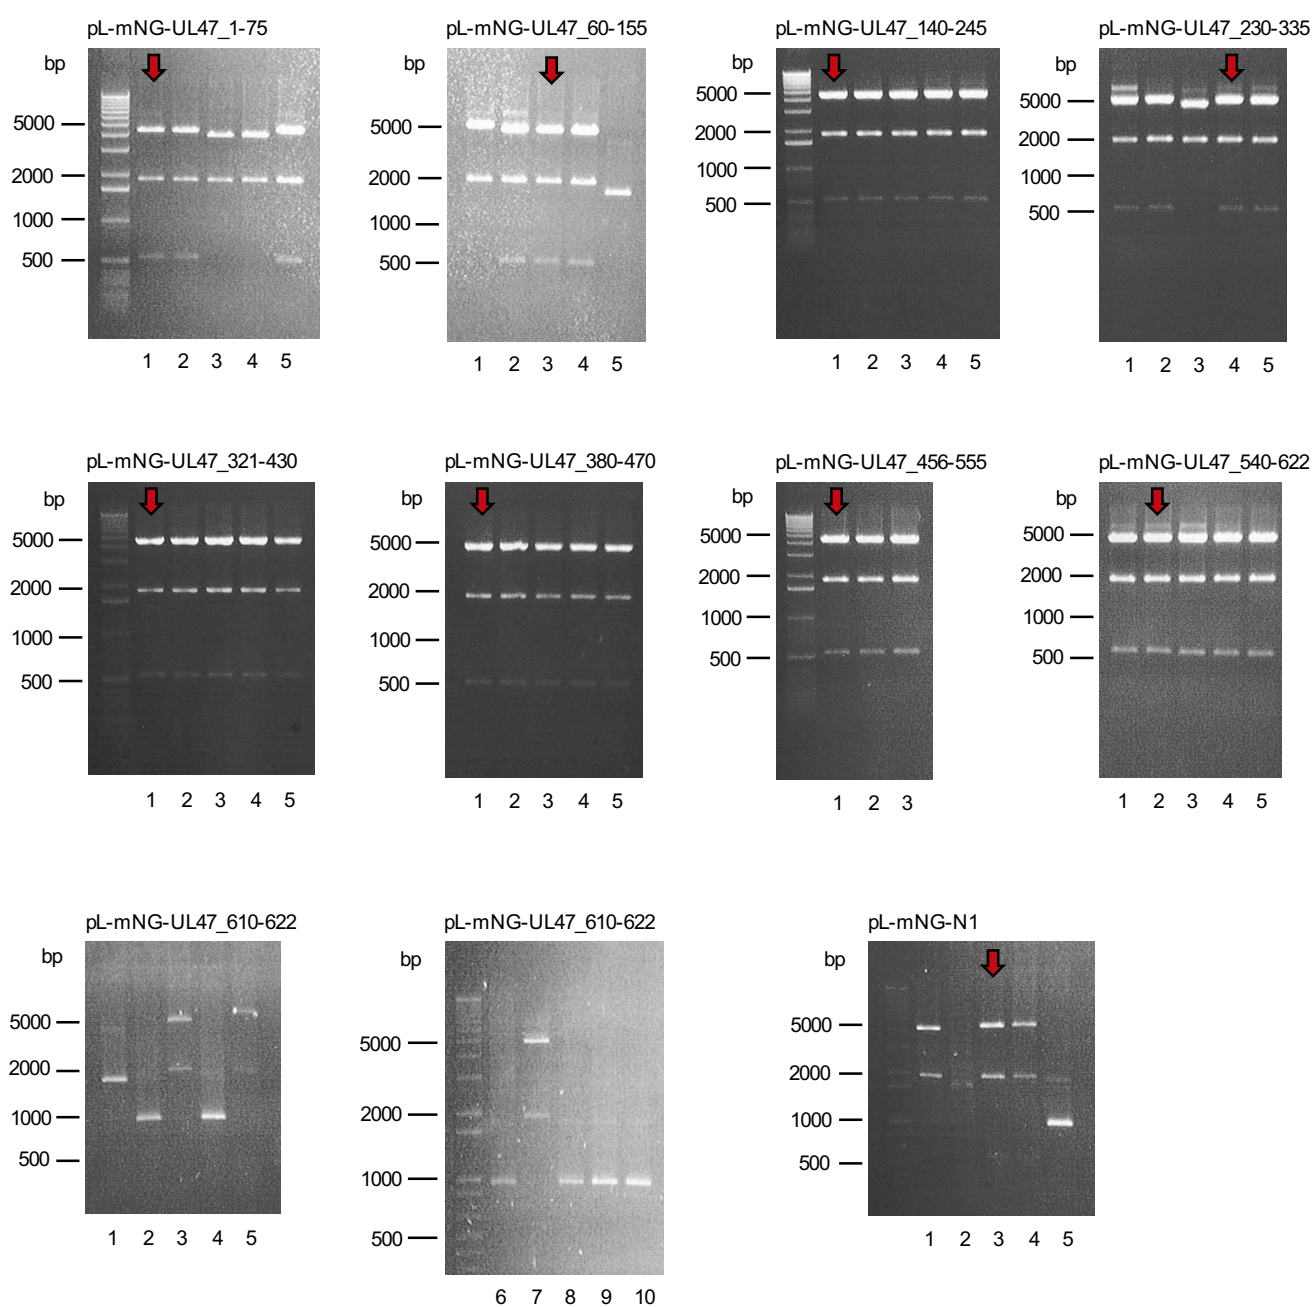 pL-mNG-UL47_1-75
bp
5000
2000
1000
500
1 2 3 4 5
pL-mNG-UL47_60-155
bp
5000
2000
1000
500
1 2 3 4 5
pL-mNG-UL47_140-245
bp
5000
2000
1000
500
1 2 3 4 5
pL-mNG-UL47_230-335
bp
5000
2000
1000
500
1 2 3 4 5
pL-mNG-UL47_321-430
bp
5000
2000
1000
500
1 2 3 4 5
pL-mNG-UL47_380-470
bp
5000
2000
1000
500
1 2 3 4 5
pL-mNG-UL47_456-555
bp
5000
2000
1000
500
1 2 3
pL-mNG-UL47_540-622
bp
5000
2000
1000
500
1 2 3 4 5
pL-mNG-UL47_610-622
bp
5000
2000
1000
500
1 2 3 4 5
pL-mNG-UL47_610-622
bp
5000
2000
1000
500
6 7 8 9 10
pL-mNG-N1
bp
5000
2000
1000
500
1 2 3 4 5